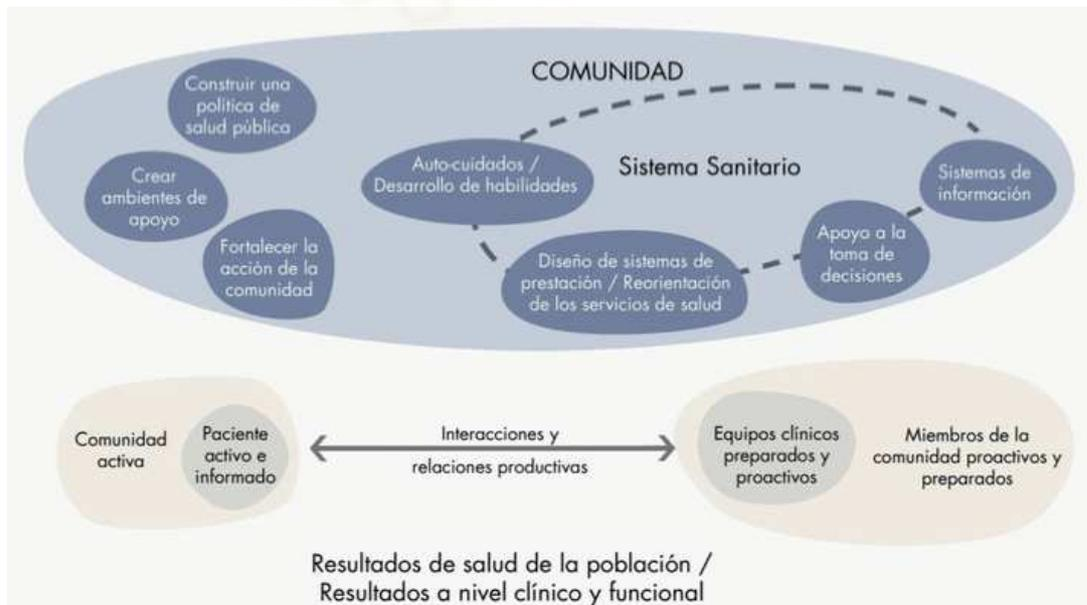 COMUNIDAD
Construir una
política de
salud pública
Crear
ambientes de
apoyo
Fortalecer la
acción de la
comunidad
Auto-cuidados /
Desarrollo de habilidades
Sistema Sanitario
Diseño de sistemas de
prestación / Reorientación
de los servicios de salud
Apoyo a la
toma de
decisiones
Sistemas de
información
Comunidad
activa
Paciente
activo e
informado
Interacciones y
relaciones productivas
Equipos clínicos
preparados y
proactivos
Miembros de la
comunidad proactivos y
preparados
Resultados de salud de la población /
Resultados a nivel clínico y funcional